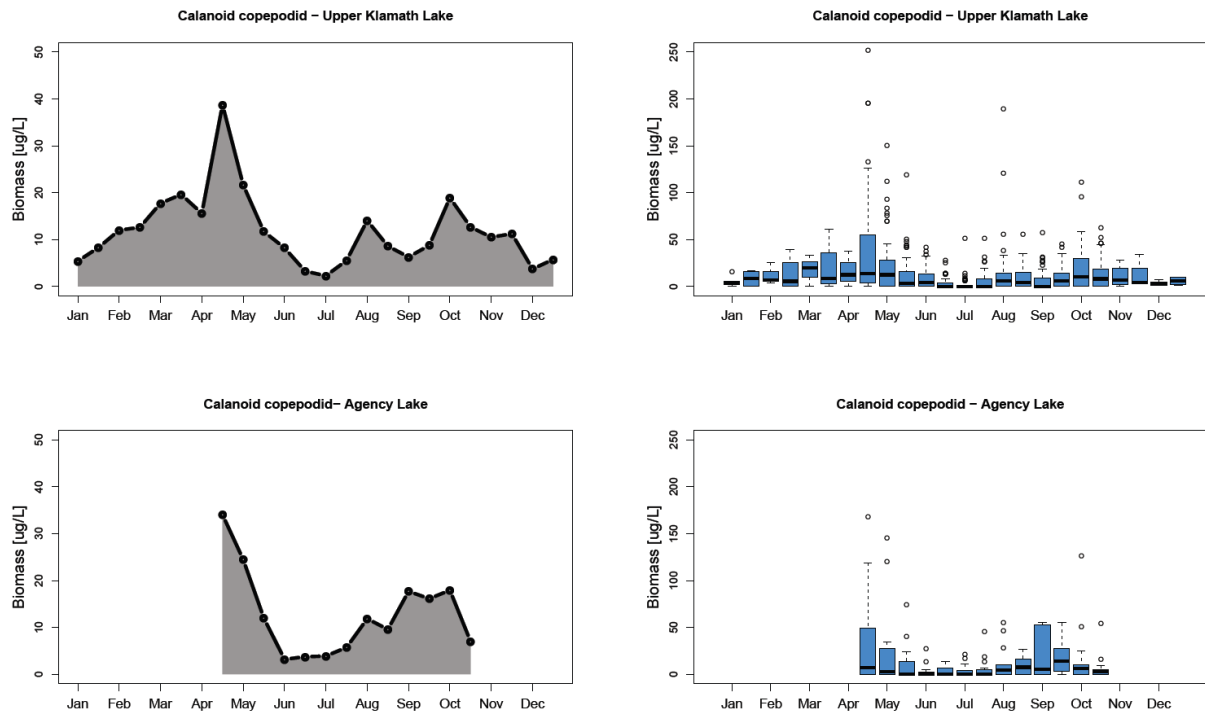 Calanoid copepodid − Upper Klamath Lake
Biomass [ug/L]
50
40
30
20
10
0
Jan Feb Mar Apr May Jun Jul Aug Sep Oct Nov Dec
Calanoid copepodid − Upper Klamath Lake
Biomass [ug/L]
250
200
150
100
50
0
Jan Feb Mar Apr May Jun Jul Aug Sep Oct Nov Dec
Calanoid copepodid− Agency Lake
Biomass [ug/L]
50
40
30
20
10
0
Jan Feb Mar Apr May Jun Jul Aug Sep Oct Nov Dec
Calanoid copepodid − Agency Lake
Biomass [ug/L]
250
200
150
100
50
0
Jan Feb Mar Apr May Jun Jul Aug Sep Oct Nov Dec